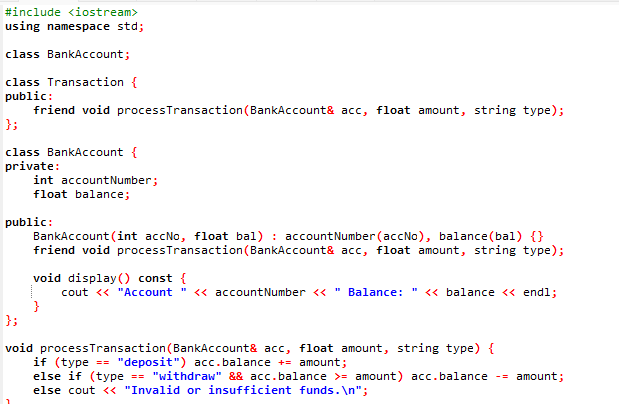 #include <iostream>
using namespace std;
class BankAccount;
class Transaction {
public:
    friend void processTransaction(BankAccount& acc, float amount, string type);
};
class BankAccount {
private:
    int accountNumber;
    float balance;
public:
    BankAccount(int accNo, float bal) : accountNumber(accNo), balance(bal) {}
    friend void processTransaction(BankAccount& acc, float amount, string type);
    void display() const {
        cout << "Account " << accountNumber << " Balance: " << balance << endl;
    }
};
void processTransaction(BankAccount& acc, float amount, string type) {
    if (type == "deposit") acc.balance += amount;
    else if (type == "withdraw" && acc.balance >= amount) acc.balance -= amount;
    else cout << "Invalid or insufficient funds.\n";
}